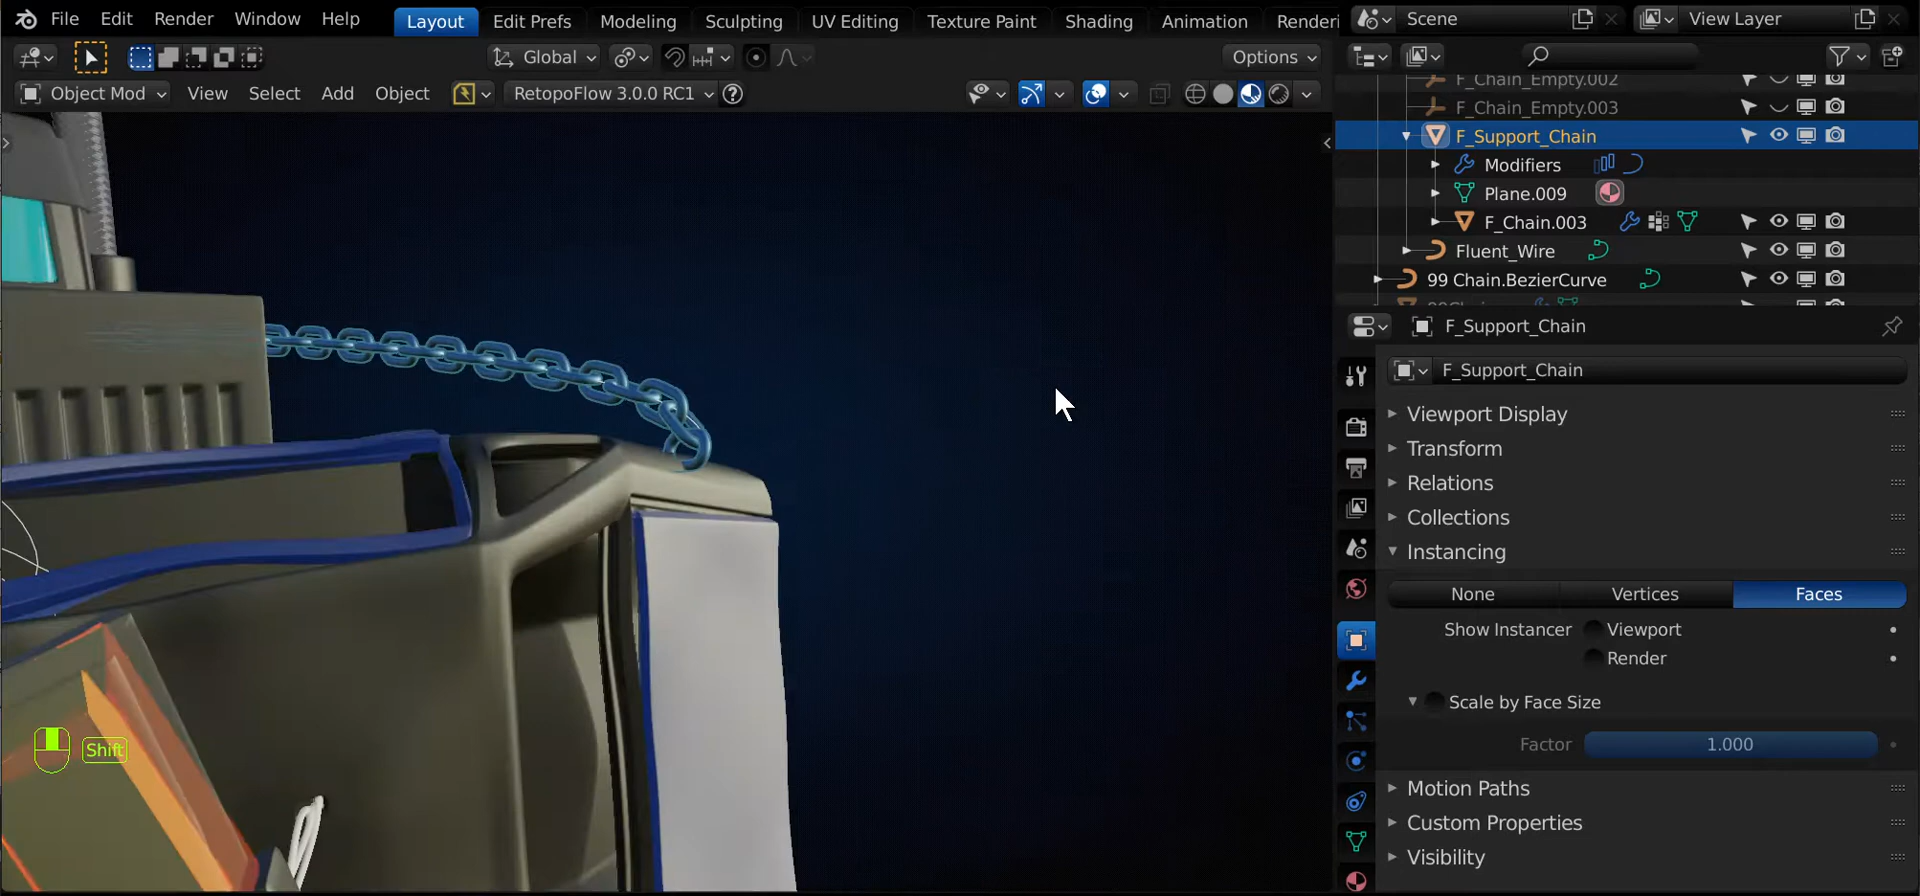 File Edit Render Window Help Layout Edit Prefs Modeling Sculpting UV Editing Texture Paint Shading Animation Renderi Scene View Layer
Global Options
Object Mod View Select Add Object RetopoFlow 3.0.0 RC1
F_Chain_Empty.002
F_Chain_Empty.003
F_Support_Chain
Modifiers
Plane.009
F_Chain.003
Fluent_Wire
99 Chain.BezierCurve
F_Support_Chain
F_Support_Chain
Viewport Display
Transform
Relations
Collections
Instancing
None Vertices Faces
Show Instancer Viewport
Render
Scale by Face Size
Factor 1.000
Motion Paths
Custom Properties
Visibility
Shift